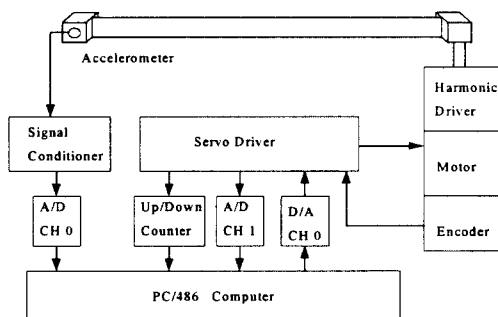 Accelerometer
Harmonic
Driver
Signal
Conditioner
Servo Driver
Motor
A/D
CH 0
Up/Down
Counter
A/D
CH 1
D/A
CH 0
Encoder
PC/486 Computer